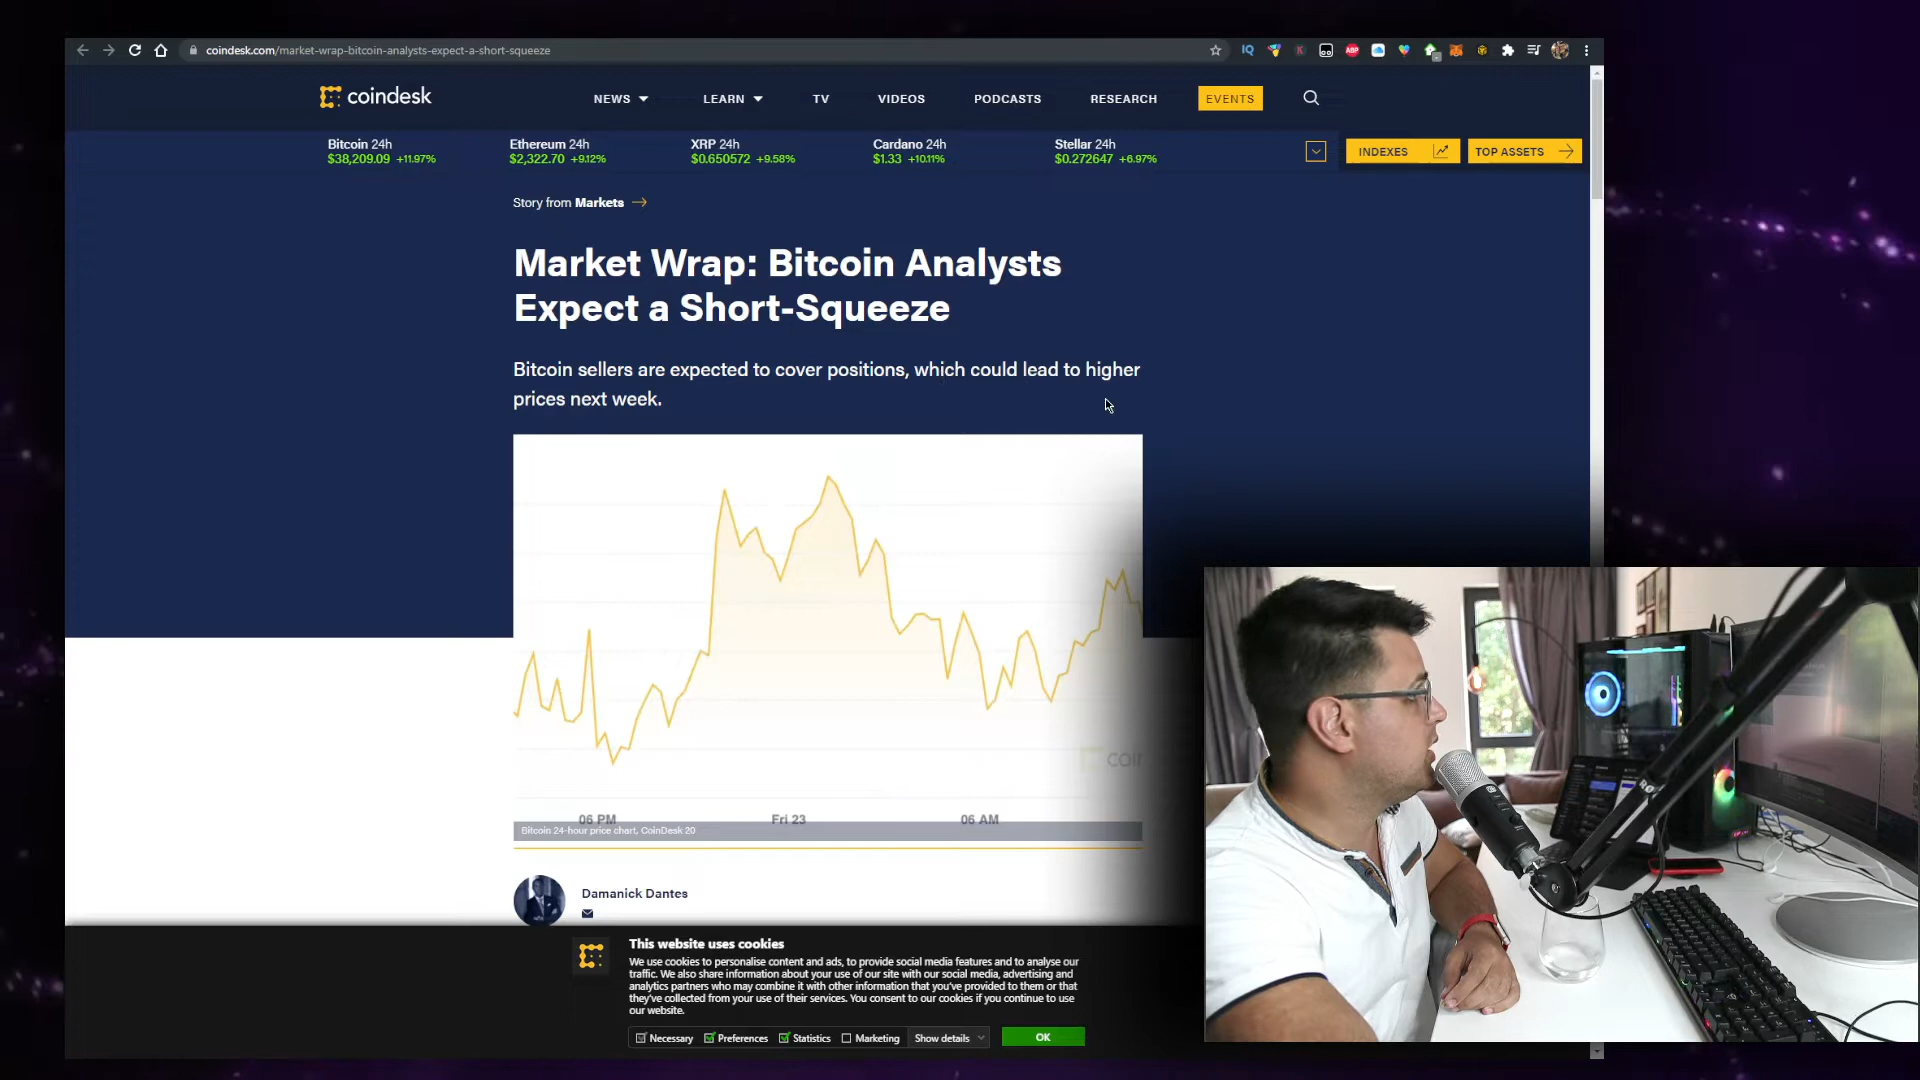 coindesk.com/market-wrap-bitcoin-analysts-expect-a-short-squeeze
IQ
K
ABP
coindesk
NEWS
LEARN
TV
VIDEOS
PODCASTS
RESEARCH
EVENTS
Bitcoin 24h
$38,209.09 +11.97%
Ethereum 24h
$2,322.70 +9.12%
XRP 24h
$0.650572 +9.58%
Cardano 24h
$1.33 +10.11%
Stellar 24h
$0.272647 +6.97%
INDEXES
TOP ASSETS
Story from Markets
Market Wrap: Bitcoin Analysts
Expect a Short-Squeeze
Bitcoin sellers are expected to cover positions, which could lead to higher
prices next week.
06 PM
Fri 23
06 AM
Bitcoin 24-hour price chart, CoinDesk 20
Damanick Dantes
This website uses cookies
We use cookies to personalise content and ads, to provide social media features and to analyse our
traffic. We also share information about your use of our site with our social media, advertising and
analytics partners who may combine it with other information that you've provided to them or that
they've collected from your use of their services. You consent to our cookies if you continue to use
our website.
Necessary
Preferences
Statistics
Marketing
Show details
OK